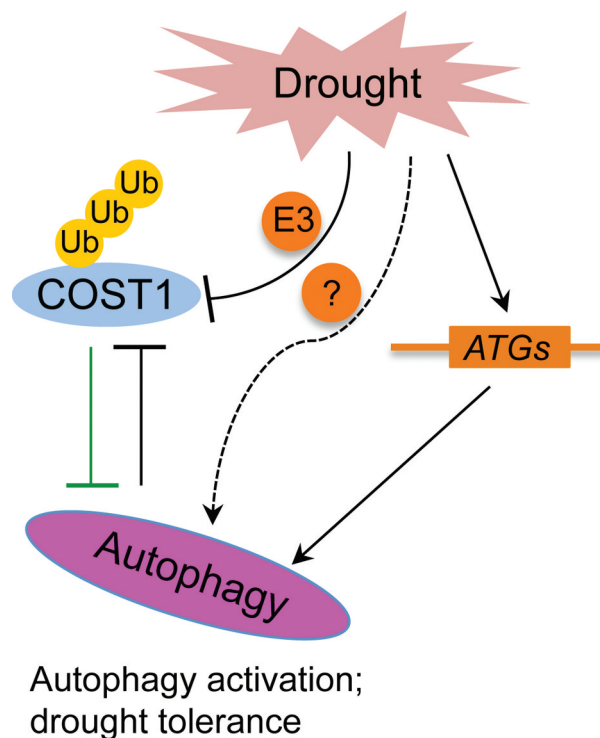 Drought
Ub
Ub
Ub
E3
COST1
?
ATGs
Autophagy
Autophagy activation;
drought tolerance